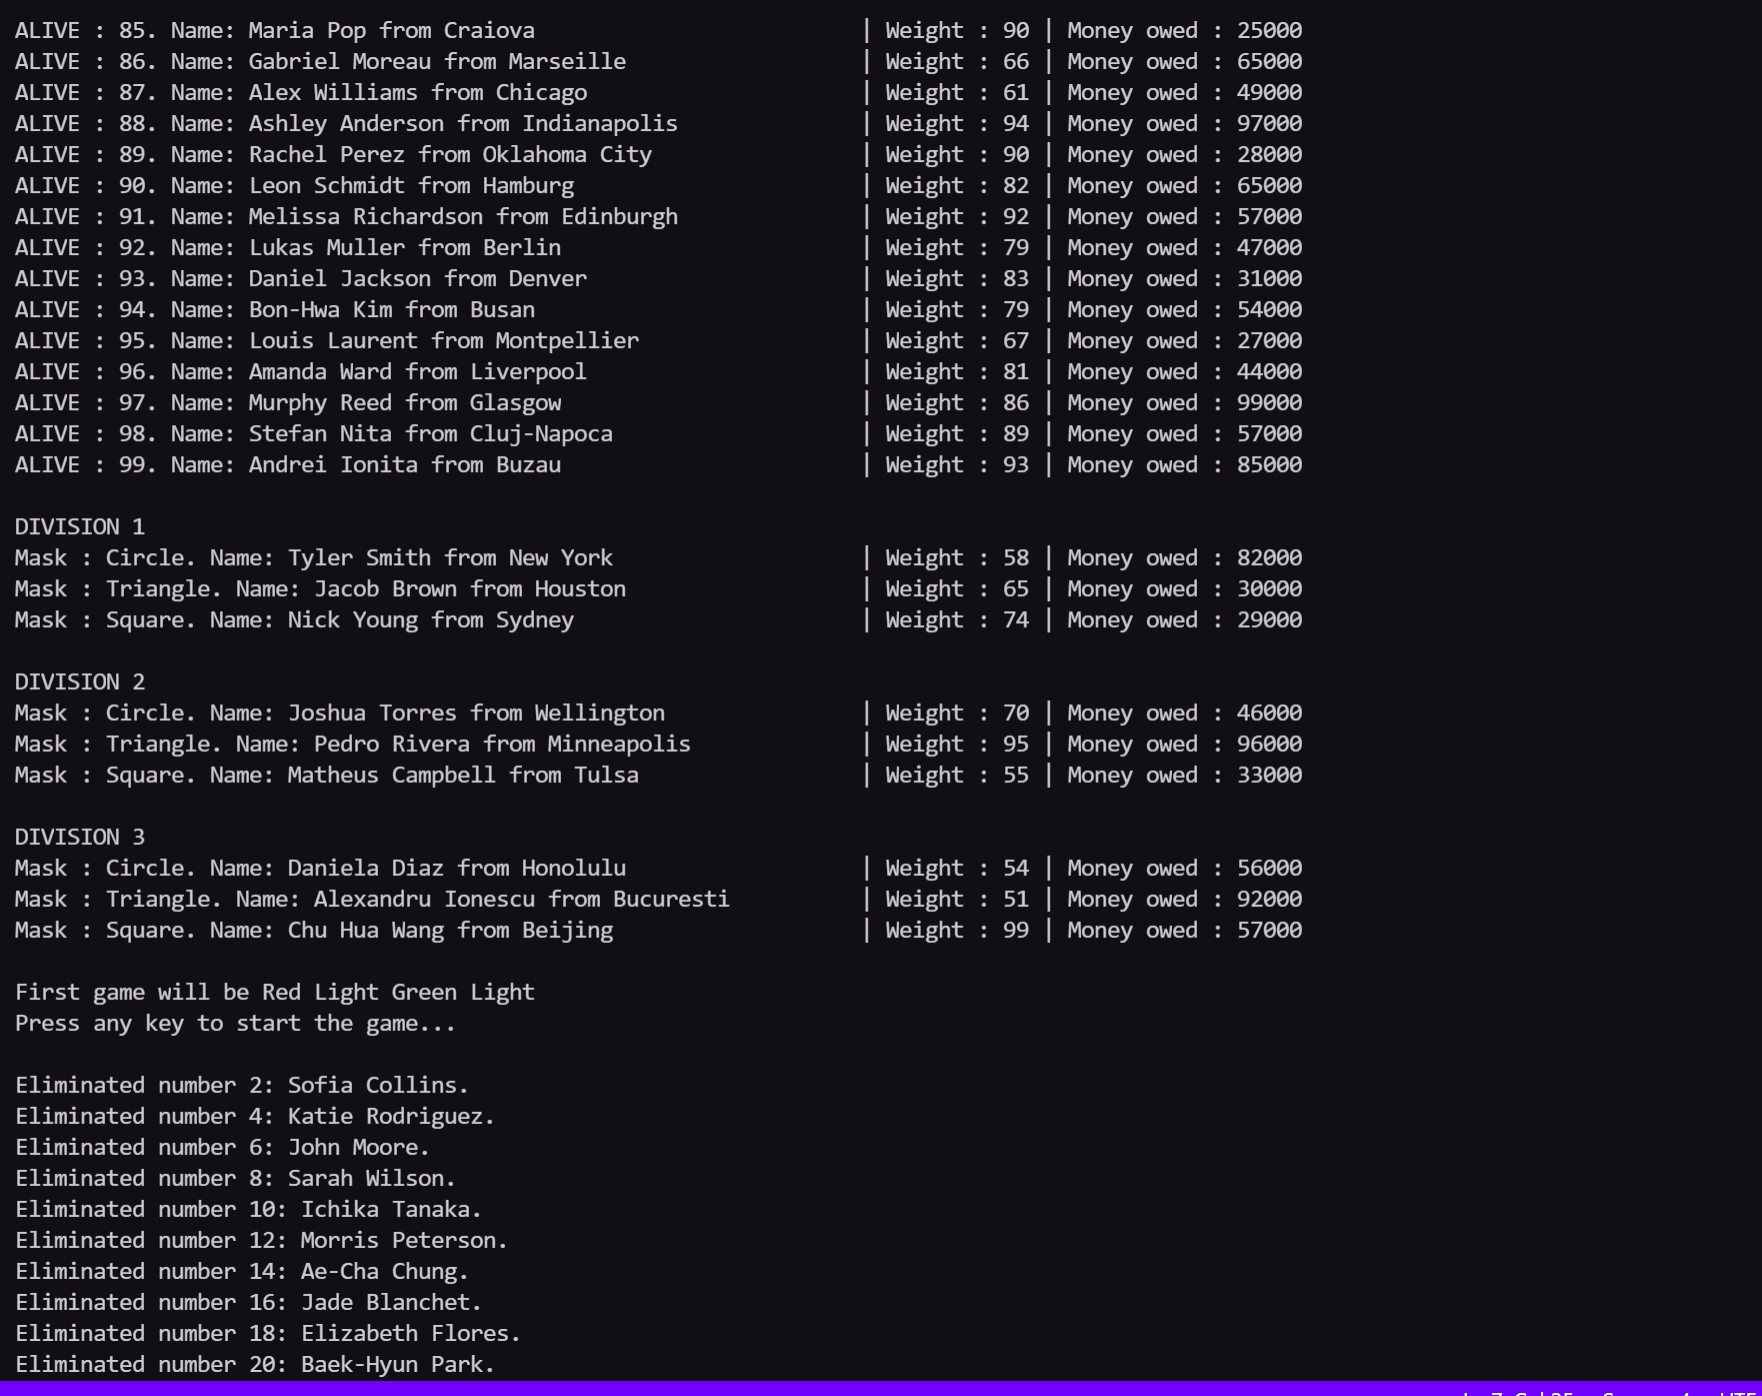 ALIVE : 85. Name: Maria Pop from Craiova | Weight : 90 | Money owed : 25000
ALIVE : 86. Name: Gabriel Moreau from Marseille | Weight : 66 | Money owed : 65000
ALIVE : 87. Name: Alex Williams from Chicago | Weight : 61 | Money owed : 49000
ALIVE : 88. Name: Ashley Anderson from Indianapolis | Weight : 94 | Money owed : 97000
ALIVE : 89. Name: Rachel Perez from Oklahoma City | Weight : 90 | Money owed : 28000
ALIVE : 90. Name: Leon Schmidt from Hamburg | Weight : 82 | Money owed : 65000
ALIVE : 91. Name: Melissa Richardson from Edinburgh | Weight : 92 | Money owed : 57000
ALIVE : 92. Name: Lukas Muller from Berlin | Weight : 79 | Money owed : 47000
ALIVE : 93. Name: Daniel Jackson from Denver | Weight : 83 | Money owed : 31000
ALIVE : 94. Name: Bon-Hwa Kim from Busan | Weight : 79 | Money owed : 54000
ALIVE : 95. Name: Louis Laurent from Montpellier | Weight : 67 | Money owed : 27000
ALIVE : 96. Name: Amanda Ward from Liverpool | Weight : 81 | Money owed : 44000
ALIVE : 97. Name: Murphy Reed from Glasgow | Weight : 86 | Money owed : 99000
ALIVE : 98. Name: Stefan Nita from Cluj-Napoca | Weight : 89 | Money owed : 57000
ALIVE : 99. Name: Andrei Ionita from Buzau | Weight : 93 | Money owed : 85000
DIVISION 1
Mask : Circle. Name: Tyler Smith from New York | Weight : 58 | Money owed : 82000
Mask : Triangle. Name: Jacob Brown from Houston | Weight : 65 | Money owed : 30000
Mask : Square. Name: Nick Young from Sydney | Weight : 74 | Money owed : 29000
DIVISION 2
Mask : Circle. Name: Joshua Torres from Wellington | Weight : 70 | Money owed : 46000
Mask : Triangle. Name: Pedro Rivera from Minneapolis | Weight : 95 | Money owed : 96000
Mask : Square. Name: Matheus Campbell from Tulsa | Weight : 55 | Money owed : 33000
DIVISION 3
Mask : Circle. Name: Daniela Diaz from Honolulu | Weight : 54 | Money owed : 56000
Mask : Triangle. Name: Alexandru Ionescu from Bucuresti | Weight : 51 | Money owed : 92000
Mask : Square. Name: Chu Hua Wang from Beijing | Weight : 99 | Money owed : 57000
First game will be Red Light Green Light
Press any key to start the game...
Eliminated number 2: Sofia Collins.
Eliminated number 4: Katie Rodriguez.
Eliminated number 6: John Moore.
Eliminated number 8: Sarah Wilson.
Eliminated number 10: Ichika Tanaka.
Eliminated number 12: Morris Peterson.
Eliminated number 14: Ae-Cha Chung.
Eliminated number 16: Jade Blanchet.
Eliminated number 18: Elizabeth Flores.
Eliminated number 20: Baek-Hyun Park.